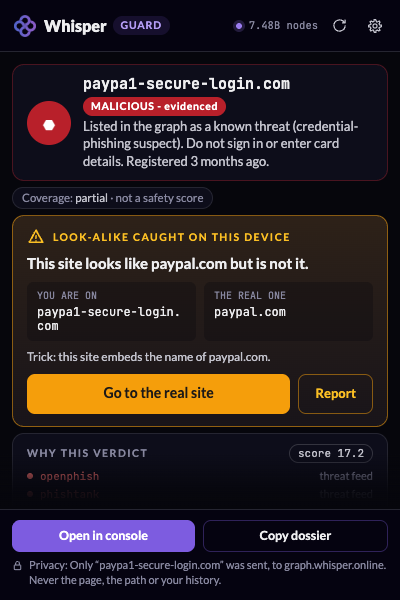 Whisper GUARD 7.48B nodes
paypa1-secure-login.com
MALICIOUS - evidenced
Listed in the graph as a known threat (credential-
phishing suspect). Do not sign in or enter card
details. Registered 3 months ago.
Coverage: partial · not a safety score
LOOK-ALIKE CAUGHT ON THIS DEVICE
This site looks like paypal.com but is not it.
YOU ARE ON
paypa1-secure-login.
com
THE REAL ONE
paypal.com
Trick: this site embeds the name of paypal.com.
Go to the real site
Report
WHY THIS VERDICT score 17.2
openphish threat feed
phishtank threat feed
Open in console
Copy dossier
Privacy: Only “paypa1-secure-login.com” was sent, to graph.whisper.online.
Never the page, the path or your history.